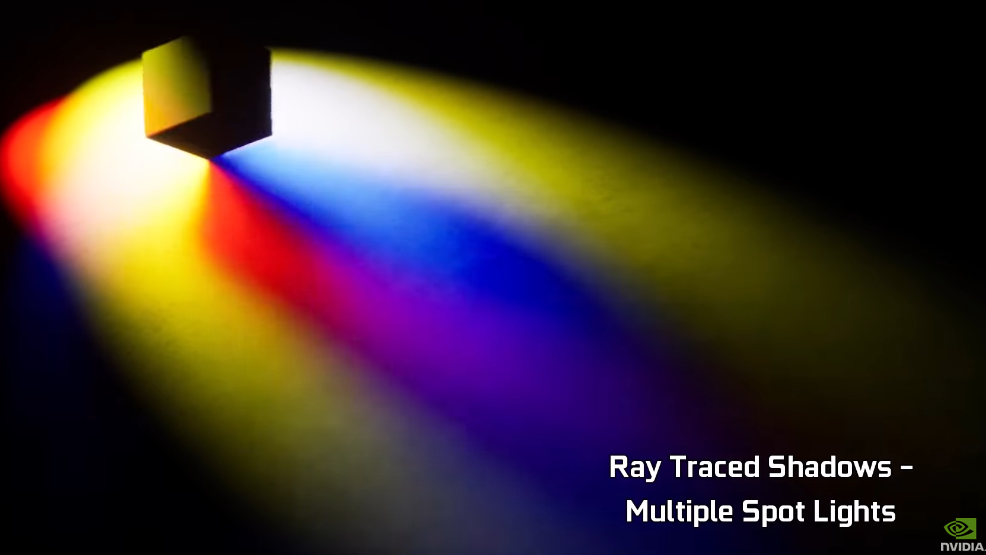 Ray Traced Shadows –
Multiple Spot Lights
NVIDIA